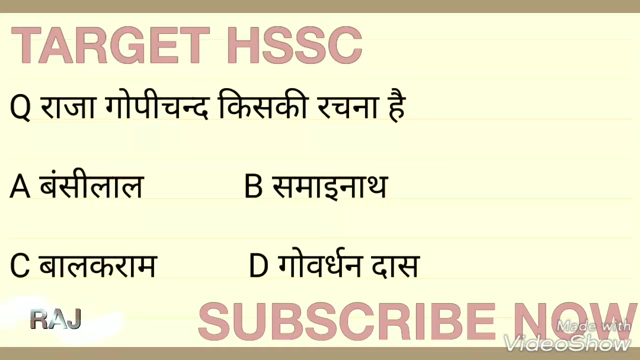 TARGET HSSC
Q राजा गोपीचन्द किसकी रचना है
A बंसीलाल B समाइनाथ
C बालकराम D गोवर्धन दास
RAJ SUBSCRIBE NOW
Made with
VideoShow